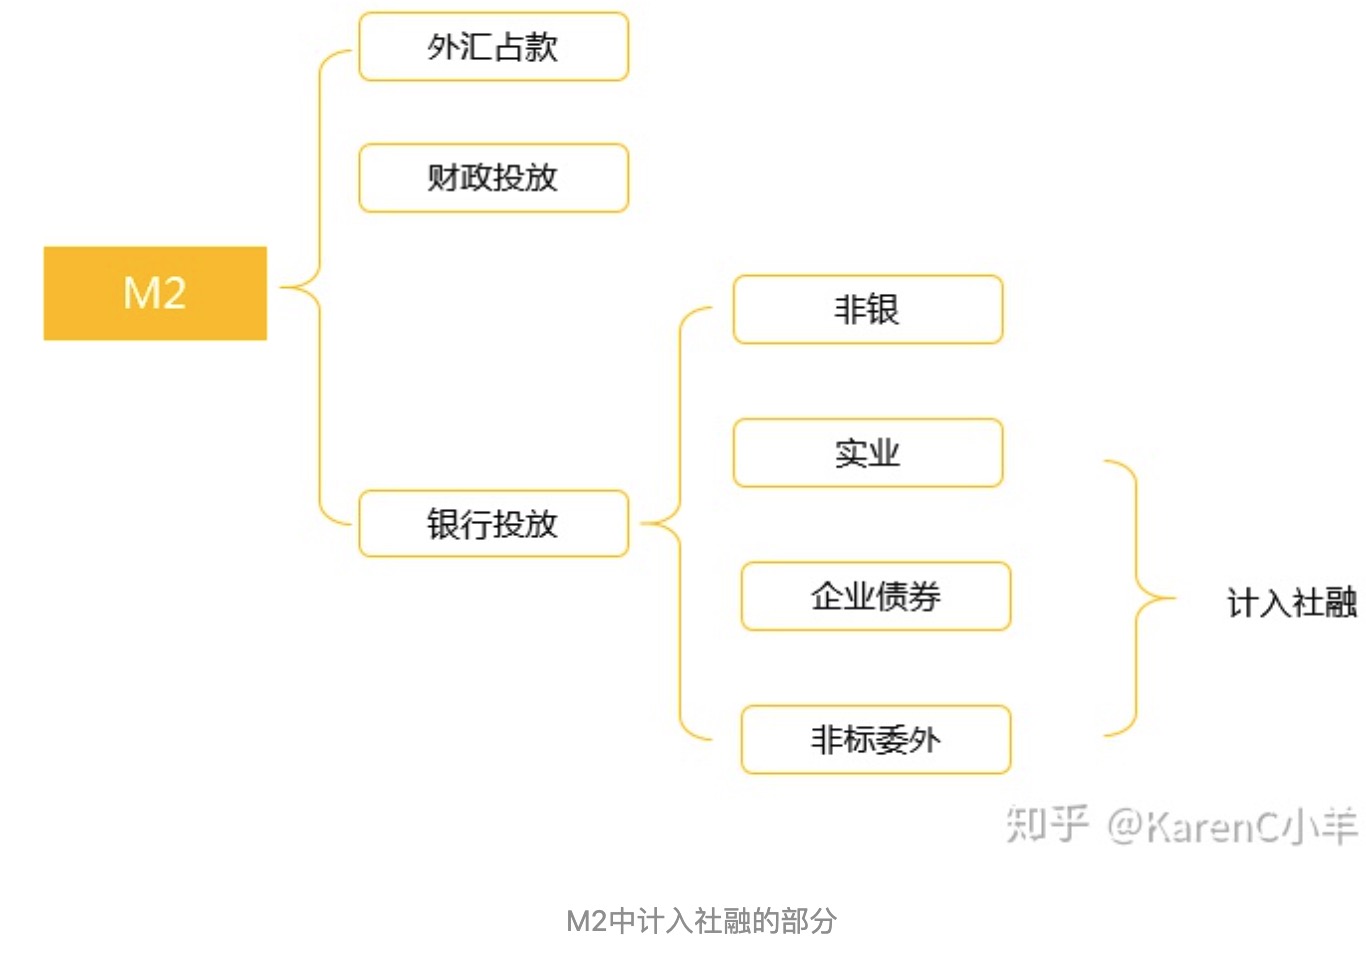 外汇占款
财政投放
M2
非银
实业
银行投放
企业债券
计入社融
非标委外
知乎 @KarenC小羊
M2中计入社融的部分